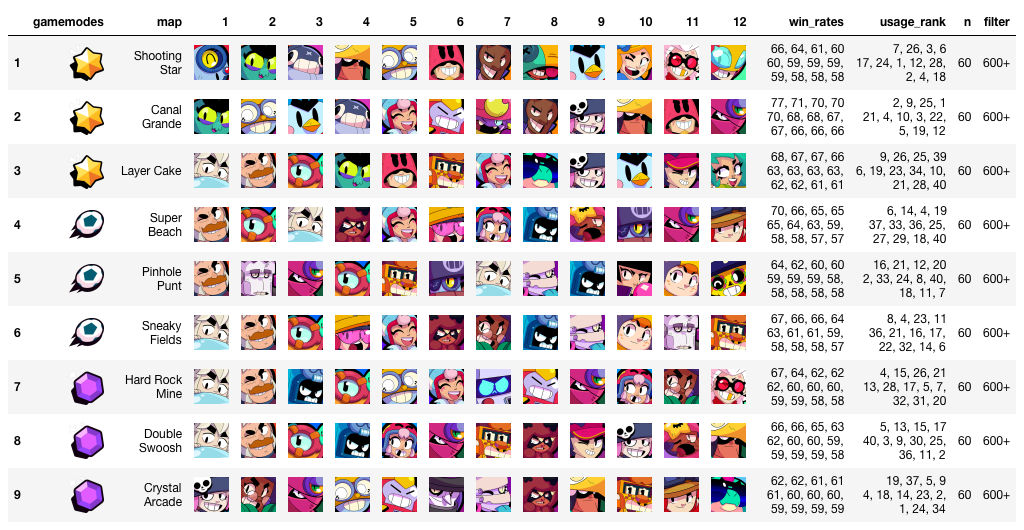 gamemodes map 1 2 3 4 5 6 7 8 9 10 11 12 win_rates usage_rank n filter
1 Shooting Star 66, 64, 61, 60 60, 59, 59, 59, 59, 58, 58, 58 7, 26, 3, 6 17, 24, 1, 12, 28, 2, 4, 18 60 600+
2 Canal Grande 77, 71, 70, 70 70, 68, 68, 67, 67, 66, 66, 66 2, 9, 25, 1 21, 4, 10, 3, 22, 5, 19, 12 60 600+
3 Layer Cake 68, 67, 67, 66 63, 63, 63, 63, 62, 62, 61, 61 9, 26, 25, 39 6, 19, 23, 34, 10, 21, 28, 40 60 600+
4 Super Beach 70, 66, 65, 65 65, 64, 63, 59, 58, 58, 57, 57 6, 14, 4, 19 37, 33, 36, 25, 27, 29, 18, 40 60 600+
5 Pinhole Punt 64, 62, 60, 60 59, 59, 59, 58, 58, 58, 58, 58 16, 21, 12, 20 2, 33, 24, 8, 40, 18, 11, 7 60 600+
6 Sneaky Fields 67, 66, 66, 64 63, 61, 61, 59, 58, 58, 58, 57 8, 4, 23, 11 36, 21, 16, 17, 22, 32, 14, 6 60 600+
7 Hard Rock Mine 67, 64, 62, 62 62, 60, 60, 60, 59, 59, 58, 58 4, 15, 26, 21 13, 28, 17, 5, 7, 32, 31, 20 60 600+
8 Double Swoosh 66, 66, 65, 63 62, 60, 60, 59, 59, 59, 59, 58 5, 13, 15, 17 40, 3, 9, 30, 25, 36, 11, 2 60 600+
9 Crystal Arcade 62, 62, 61, 61 61, 60, 60, 60, 59, 59, 59, 59 19, 37, 5, 9 4, 18, 14, 23, 2, 1, 24, 34 60 600+